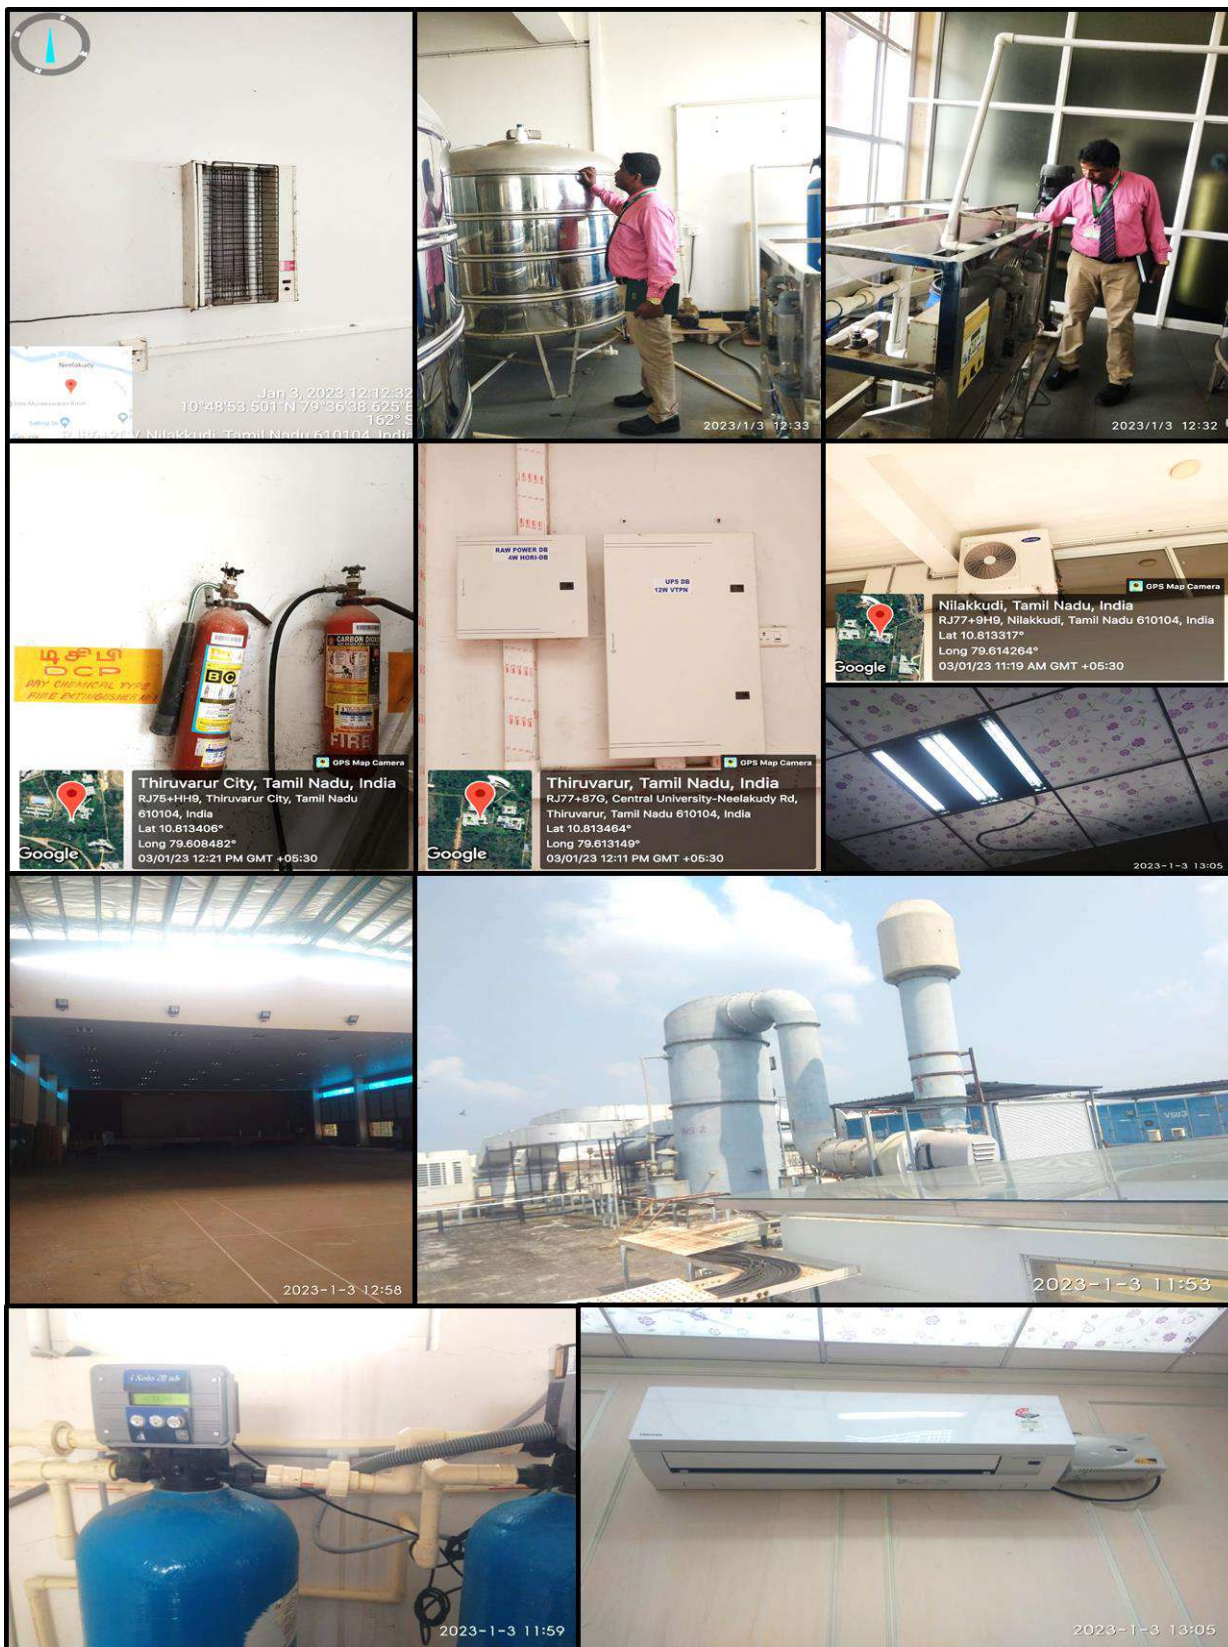 Neelakudy
Jan 3, 2023 12:12:32
10°48'53.501"N 79°36'38.625"E
162° S
Nilakkudi, Tamil Nadu 610104, India
2023/1/3 12:33
2023/1/3 12:32
டிசிபி
DCP
DRY CHEMICAL TYPE
FIRE EXTINGUISHER
BC
CARBON
FIRE
GPS Map Camera
Google
Thiruvarur City, Tamil Nadu, India
RJ75+HH9, Thiruvarur City, Tamil Nadu
610104, India
Lat 10.813406°
Long 79.608482°
03/01/23 12:21 PM GMT +05:30
RAW POWER DB
4W HORI-DB
UPS DB
12W VTPN
GPS Map Camera
Google
Thiruvarur, Tamil Nadu, India
RJ77+87G, Central University-Neelakudy Rd,
Thiruvarur, Tamil Nadu 610104, India
Lat 10.813464°
Long 79.613149°
03/01/23 12:11 PM GMT +05:30
GPS Map Camera
Google
Nilakkudi, Tamil Nadu, India
RJ77+9H9, Nilakkudi, Tamil Nadu 610104, India
Lat 10.813317°
Long 79.614264°
03/01/23 11:19 AM GMT +05:30
2023-1-3 13:05
2023-1-3 12:58
WS-2
VSB3
2023-1-3 11:53
2023-1-3 11:59
2023-1-3 13:05